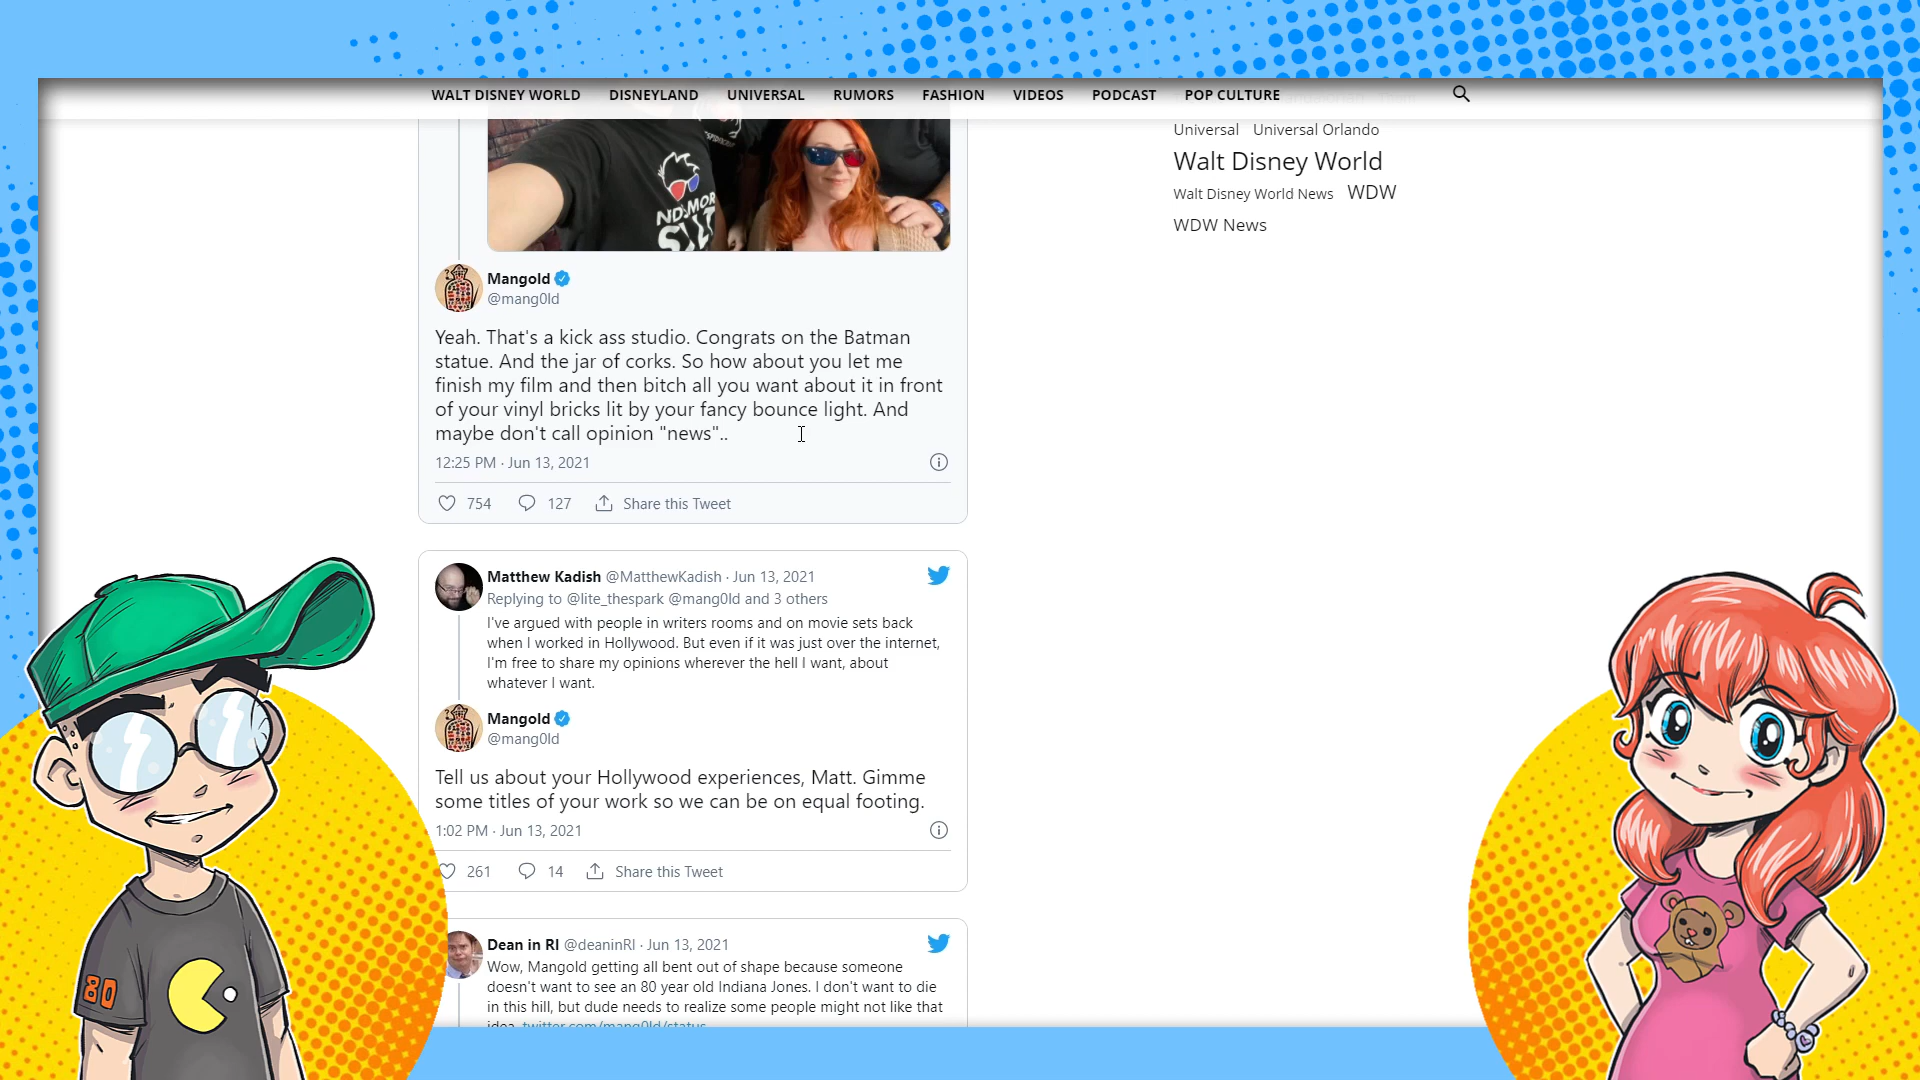 WALT DISNEY WORLD DISNEYLAND UNIVERSAL RUMORS FASHION VIDEOS PODCAST POP CULTURE
Universal Universal Orlando
Walt Disney World
Walt Disney World News WDW
WDW News
Mangold
@mang0ld
Yeah. That's a kick ass studio. Congrats on the Batman
statue. And the jar of corks. So how about you let me
finish my film and then bitch all you want about it in front
of your vinyl bricks lit by your fancy bounce light. And
maybe don't call opinion "news"..
12:25 PM · Jun 13, 2021
754 127 Share this Tweet
Matthew Kadish @MatthewKadish · Jun 13, 2021
Replying to @lite_thespark @mang0ld and 3 others
I've argued with people in writers rooms and on movie sets back
when I worked in Hollywood. But even if it was just over the internet,
I'm free to share my opinions wherever the hell I want, about
whatever I want.
Mangold
@mang0ld
Tell us about your Hollywood experiences, Matt. Gimme
some titles of your work so we can be on equal footing.
1:02 PM · Jun 13, 2021
261 14 Share this Tweet
Dean in RI @deaninRI · Jun 13, 2021
Wow, Mangold getting all bent out of shape because someone
doesn't want to see an 80 year old Indiana Jones. I don't want to die
in this hill, but dude needs to realize some people might not like that
idea. twitter.com/mang0ld/status…
80